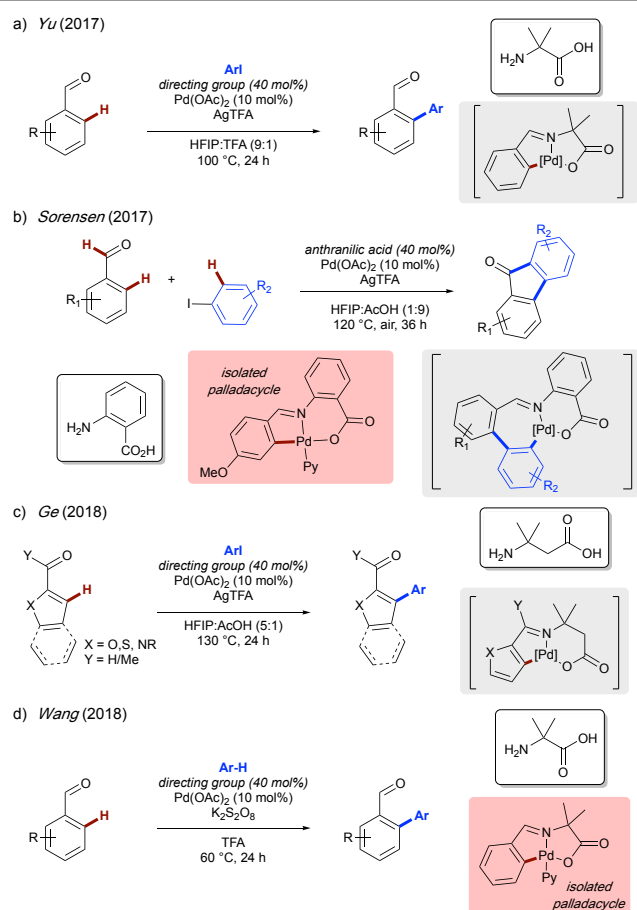 a) Yu (2017)
O
H
R
ArI
directing group (40 mol%)
Pd(OAc)2 (10 mol%)
AgTFA
HFIP:TFA (9:1)
100 °C, 24 h
O
Ar
R
H2N
OH
O
N
[Pd]
O
O
b) Sorensen (2017)
H
O
H
R1
+
H
I
R2
anthranilic acid (40 mol%)
Pd(OAc)2 (10 mol%)
AgTFA
HFIP:AcOH (1:9)
120 °C, air, 36 h
R2
O
R1
H2N
CO2H
isolated
palladacycle
N
O
Pd
O
MeO
Py
N
O
[Pd]
O
R1
R2
c) Ge (2018)
Y
O
H
X
X = O,S, NR
Y = H/Me
ArI
directing group (40 mol%)
Pd(OAc)2 (10 mol%)
AgTFA
HFIP:AcOH (5:1)
130 °C, 24 h
Y
O
Ar
X
O
H2N
OH
Y
N
X
[Pd]
O
O
d) Wang (2018)
O
H
R
Ar-H
directing group (40 mol%)
Pd(OAc)2 (10 mol%)
K2S2O8
TFA
60 °C, 24 h
O
Ar
R
H2N
OH
O
N
Pd
O
O
Py
isolated
palladacycle